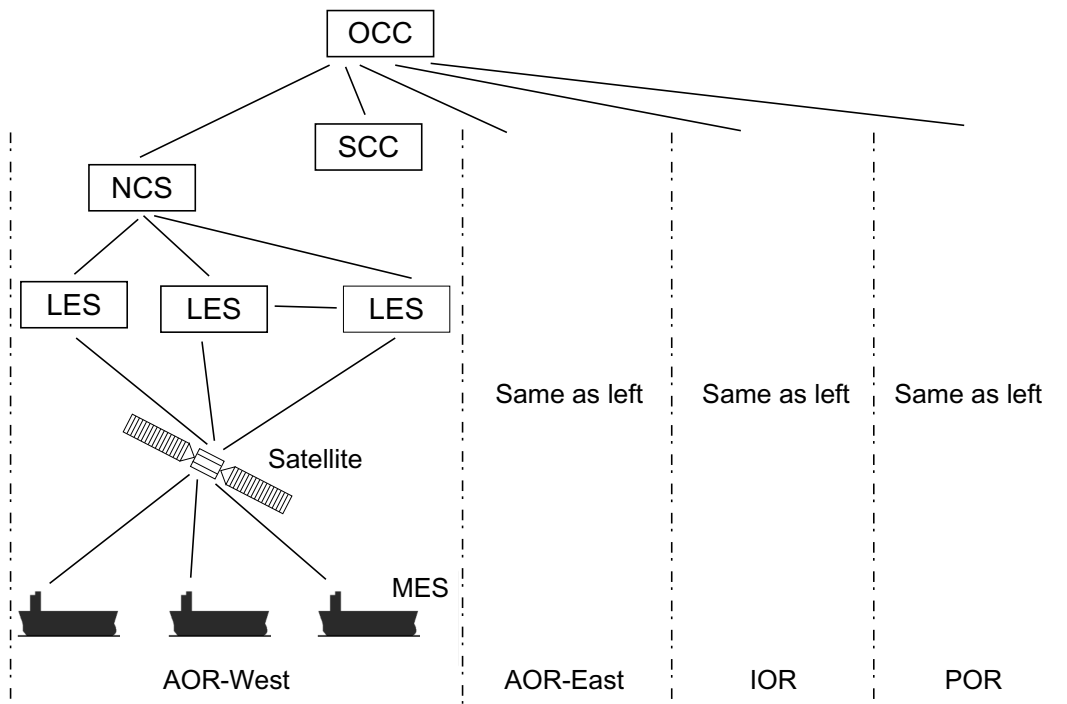 OCC
SCC
NCS
LES
LES
LES
Same as left
Same as left
Same as left
Satellite
MES
AOR-West
AOR-East
IOR
POR